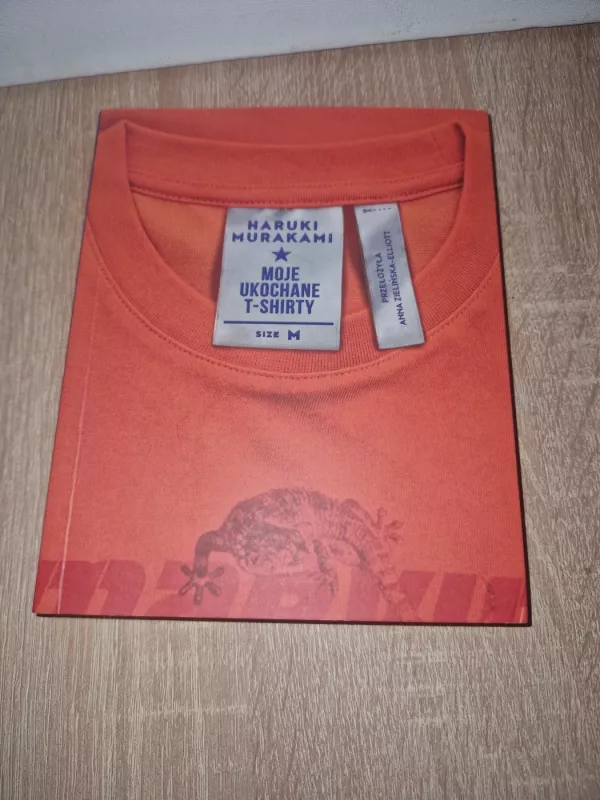 HARUKI
MURAKAMI
MOJE
UKOCHANE
T-SHIRTY
SIZE M
PRZEŁOŻYŁA
ANNA ZIELIŃSKA-ELLIOTT